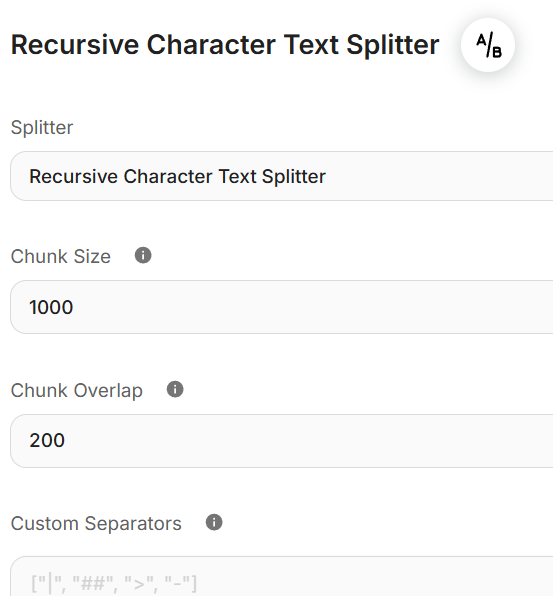 Recursive Character Text Splitter
A/B
Splitter
Recursive Character Text Splitter
Chunk Size
1000
Chunk Overlap
200
Custom Separators
["|", "##", ">", "-"]